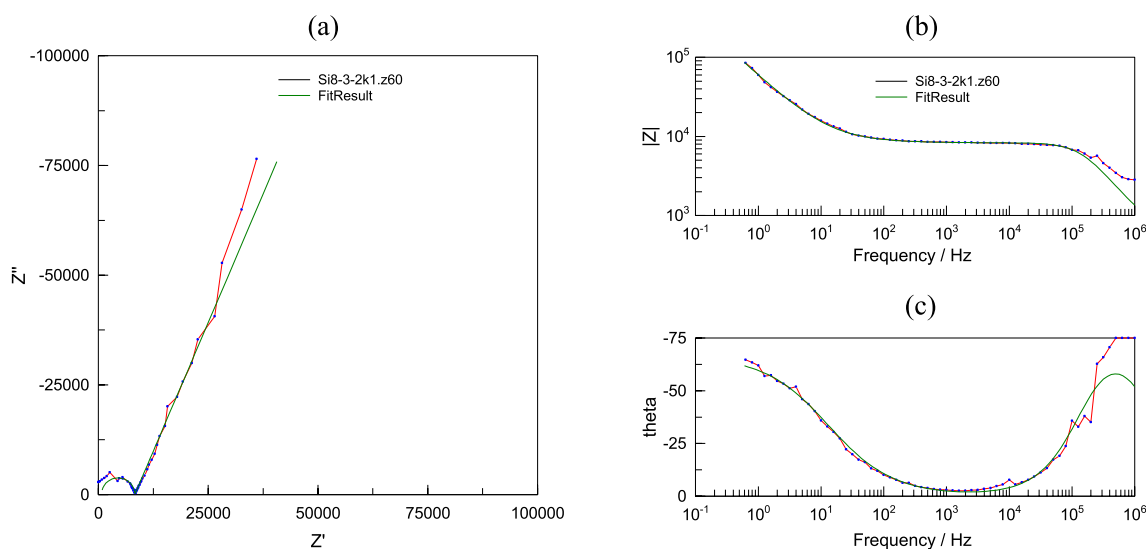 (a)
-100000
-75000
-50000
-25000
0
Z''
Si8-3-2k1.z60
FitResult
0 25000 50000 75000 100000
Z'
(b)
10^5
10^4
10^3
|Z|
Si8-3-2k1.z60
FitResult
10^-1 10^0 10^1 10^2 10^3 10^4 10^5 10^6
Frequency / Hz
(c)
-75
-50
-25
0
theta
10^-1 10^0 10^1 10^2 10^3 10^4 10^5 10^6
Frequency / Hz